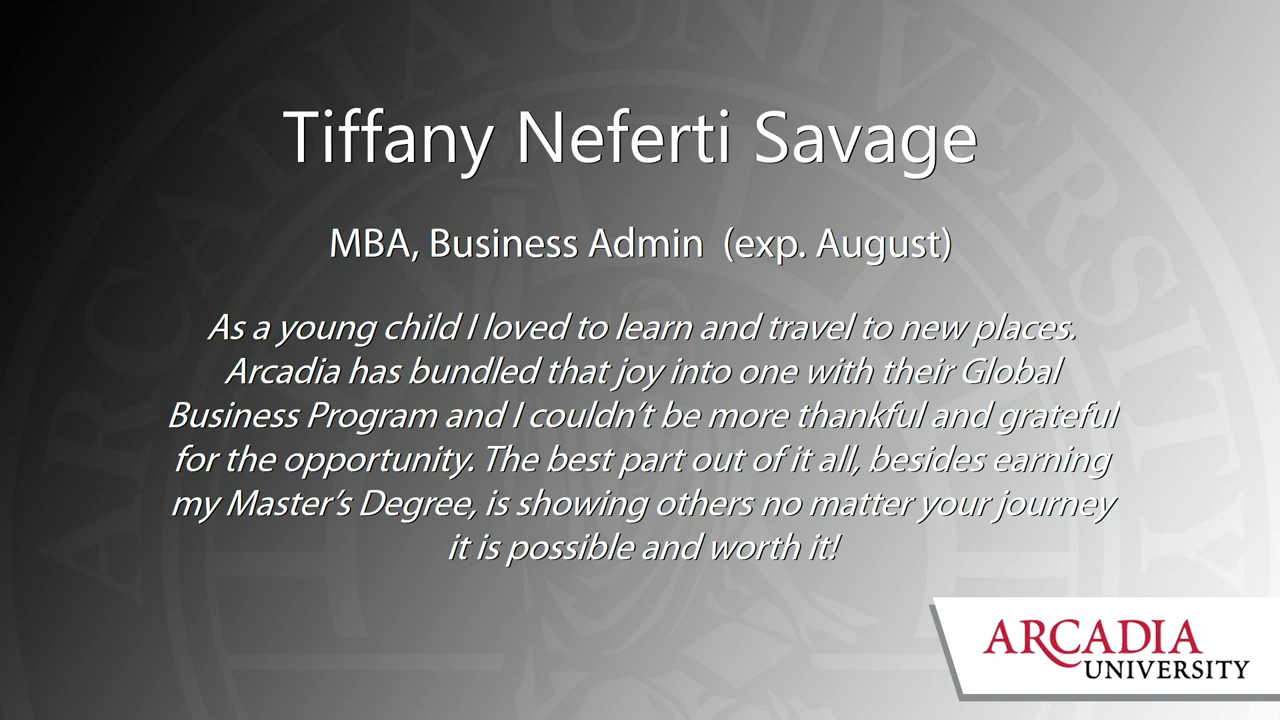 Tiffany Neferti Savage
MBA, Business Admin  (exp. August)
As a young child I loved to learn and travel to new places.
Arcadia has bundled that joy into one with their Global
Business Program and I couldn’t be more thankful and grateful
for the opportunity. The best part out of it all, besides earning
my Master’s Degree, is showing others no matter your journey
it is possible and worth it!
ARCADIA
UNIVERSITY
ARCADIA UNIVERSITY